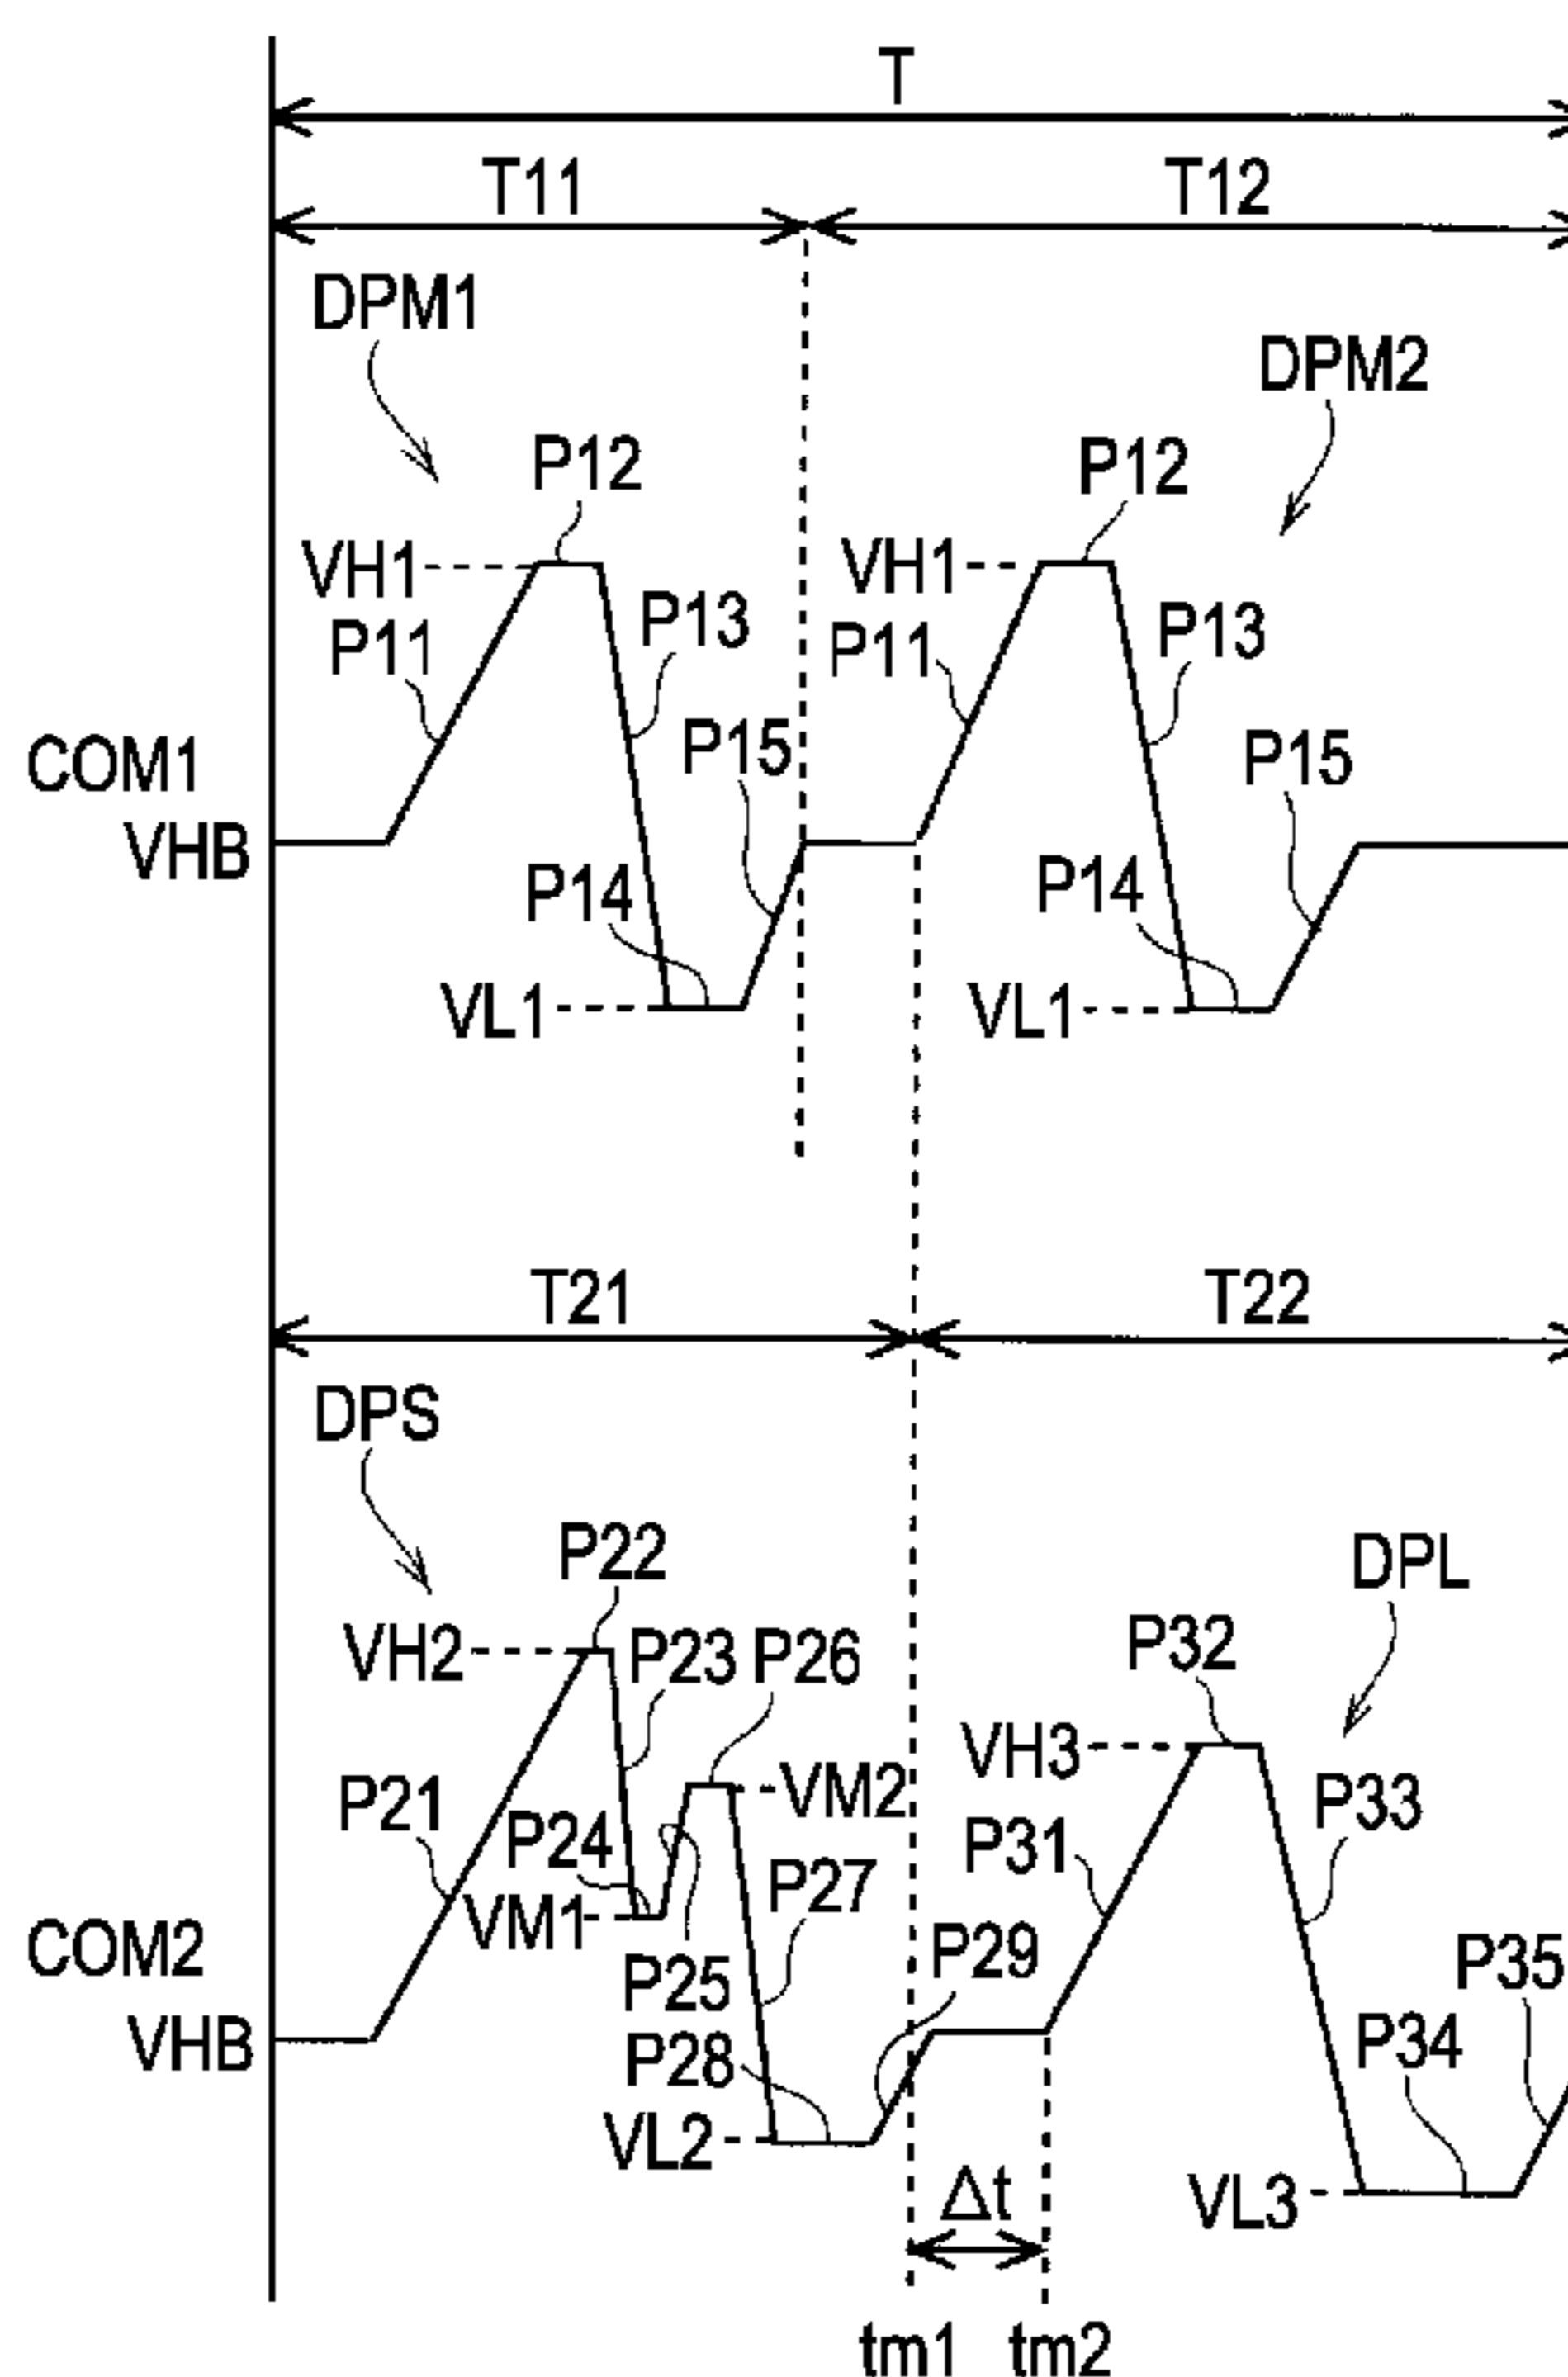 T
T11
T12
DPM1
DPM2
P12
P12
VH1
VH1
P11
P13
P11
P13
COM1
P15
P15
VHB
P14
P14
VL1
VL1
T21
T22
DPS
P22
DPL
VH2
P23
P26
P32
VH3
P21
VM2
P33
P24
P31
VM1
P27
COM2
P25
P29
P35
VHB
P28
P34
VL2
VL3
Δt
tm1
tm2